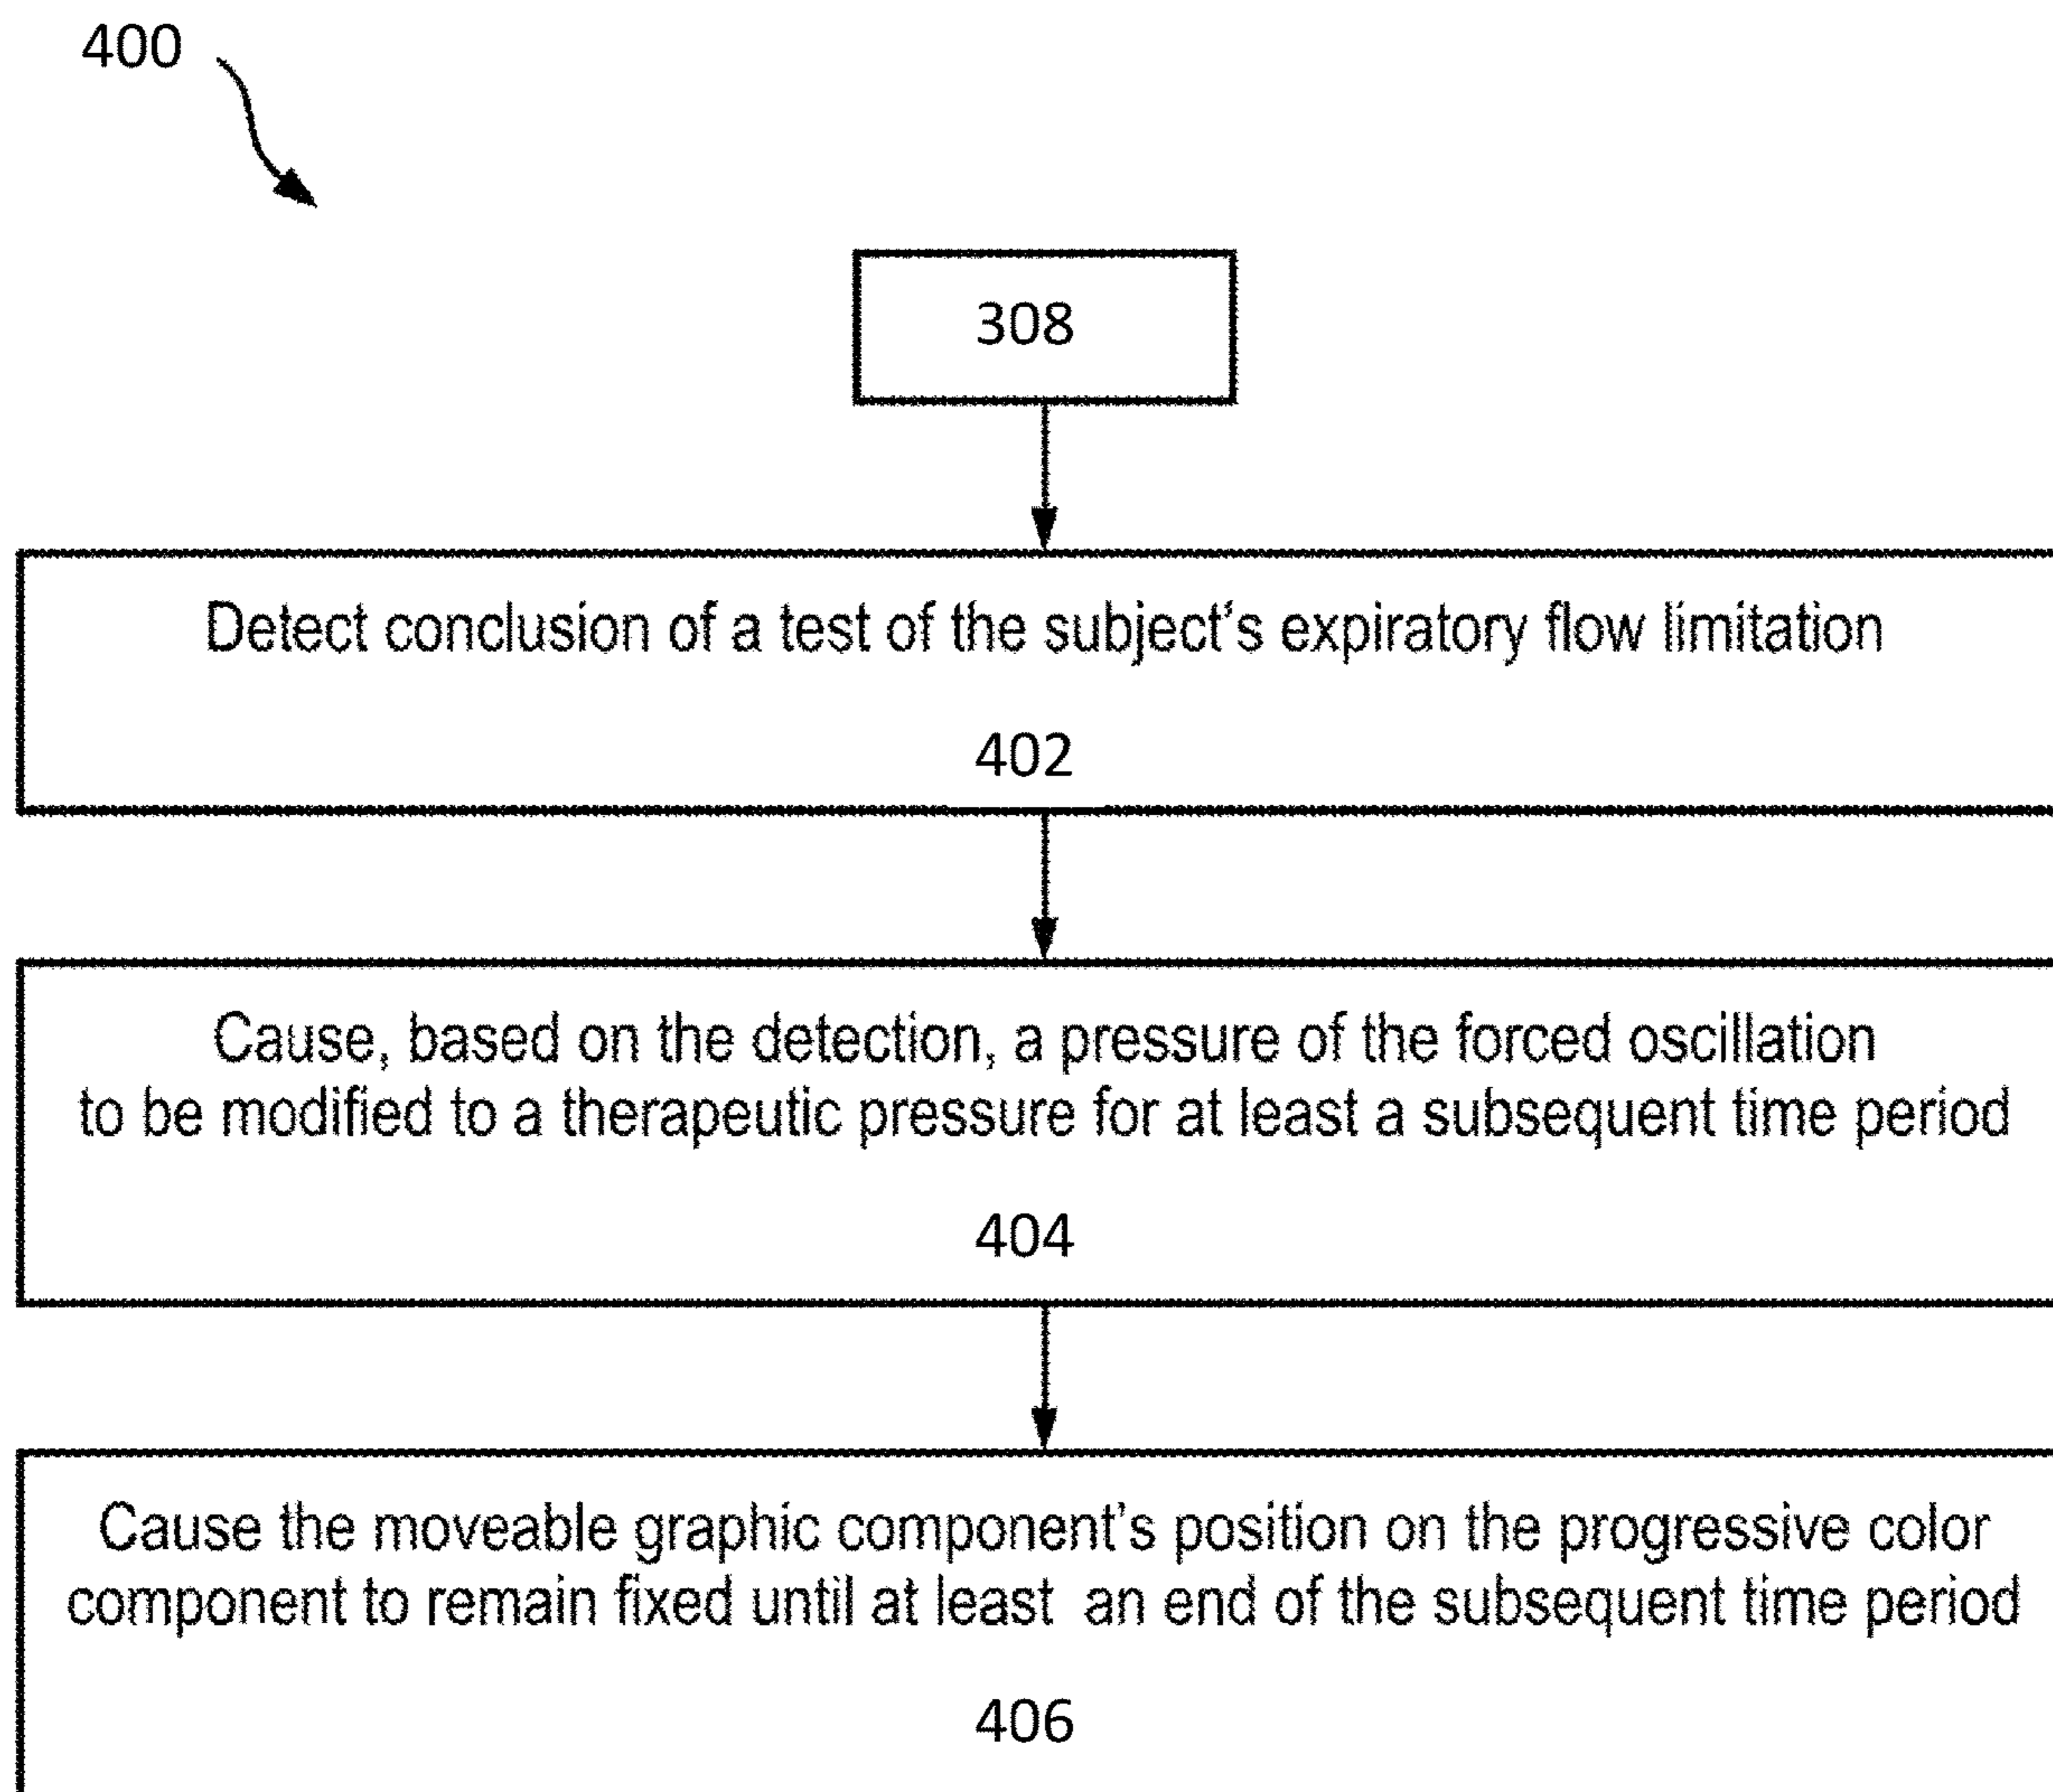 400
308
Detect conclusion of a test of the subject's expiratory flow limitation
402
Cause, based on the detection, a pressure of the forced oscillation
to be modified to a therapeutic pressure for at least a subsequent time period
404
Cause the moveable graphic component's position on the progressive color
component to remain fixed until at least an end of the subsequent time period
406